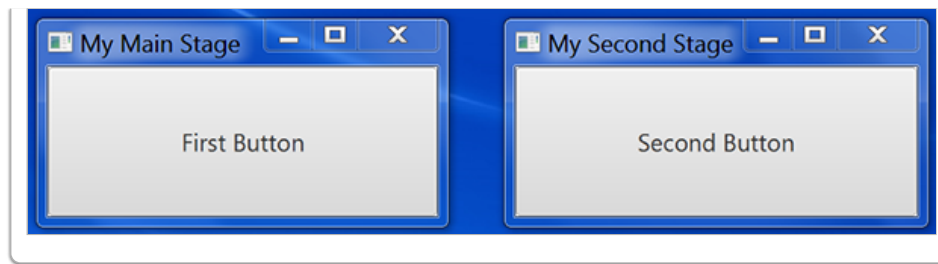 My Main Stage
My Second Stage
First Button
Second Button